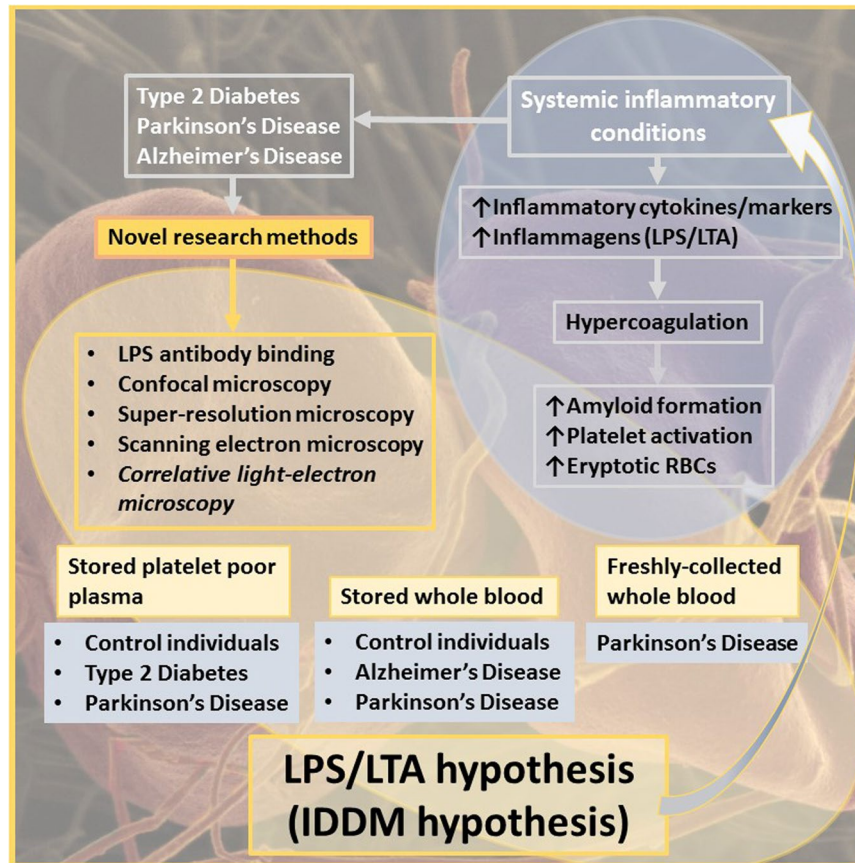 Type 2 Diabetes
Parkinson's Disease
Alzheimer's Disease
Systemic inflammatory
conditions
↑Inflammatory cytokines/markers
↑Inflammagens (LPS/LTA)
Novel research methods
Hypercoagulation
• LPS antibody binding
• Confocal microscopy
• Super-resolution microscopy
• Scanning electron microscopy
• Correlative light-electron
microscopy
↑Amyloid formation
↑Platelet activation
↑Eryptotic RBCs
Stored platelet poor
plasma
• Control individuals
• Type 2 Diabetes
• Parkinson's Disease
Stored whole blood
• Control individuals
• Alzheimer's Disease
• Parkinson's Disease
Freshly-collected
whole blood
Parkinson's Disease
LPS/LTA hypothesis
(IDDM hypothesis)